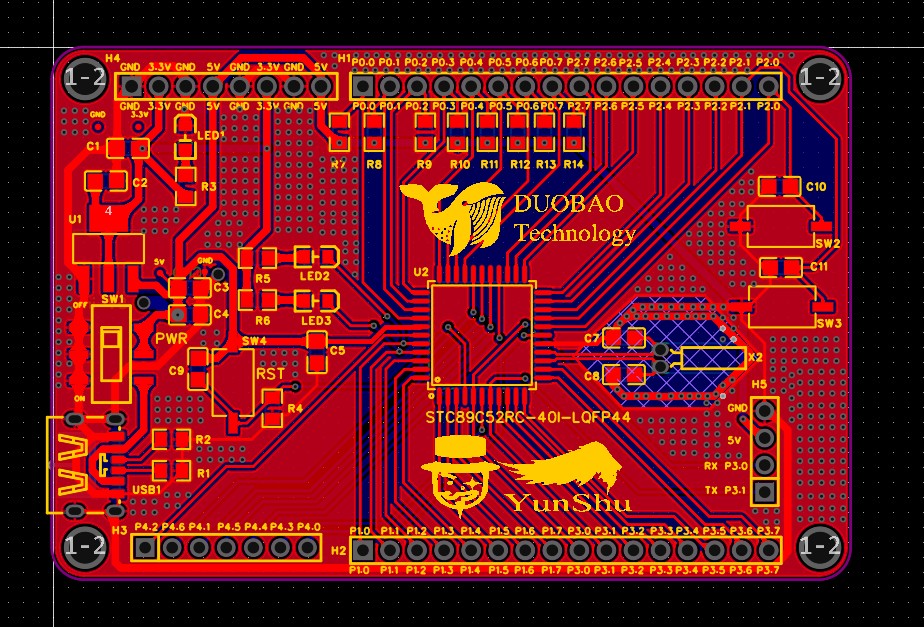 H4
GND 3.3V GND 5V GND 3.3V GND 5V
H1
P0.0 P0.1 P0.2 P0.3 P0.4 P0.5 P0.6 P0.7 P2.7 P2.6 P2.5 P2.4 P2.3 P2.2 P2.1 P2.0
1-2
1-2
GND 3.3V GND 5V GND 3.3V GND 5V
P0.0 P0.1 P0.2 P0.3 P0.4 P0.5 P0.6 P0.7 P2.7 P2.6 P2.5 P2.4 P2.3 P2.2 P2.1 P2.0
GND 3.3V
LED1
C1
R7 R8 R9 R10 R11 R12 R13 R14
C2
R3
C10
4
U1
DUOBAO
Technology
SW2
5V GND
R5
LED2
U2
C11
C3
SW1
OFF
C4
R6
LED3
SW3
PWR
SW4
C5
C7
X2
C9
RST
C8
ON
R4
H5
GND
STC89C52RC-40I-LQFP44
R2
5V
R1
RX P3.0
USB1
TX P3.1
YunShu
H3
P4.2 P4.6 P4.1 P4.5 P4.4 P4.3 P4.0
P1.0 P1.1 P1.2 P1.3 P1.4 P1.5 P1.6 P1.7 P3.0 P3.1 P3.2 P3.3 P3.4 P3.5 P3.6 P3.7
1-2
H2
1-2
P1.0 P1.1 P1.2 P1.3 P1.4 P1.5 P1.6 P1.7 P3.0 P3.1 P3.2 P3.3 P3.4 P3.5 P3.6 P3.7